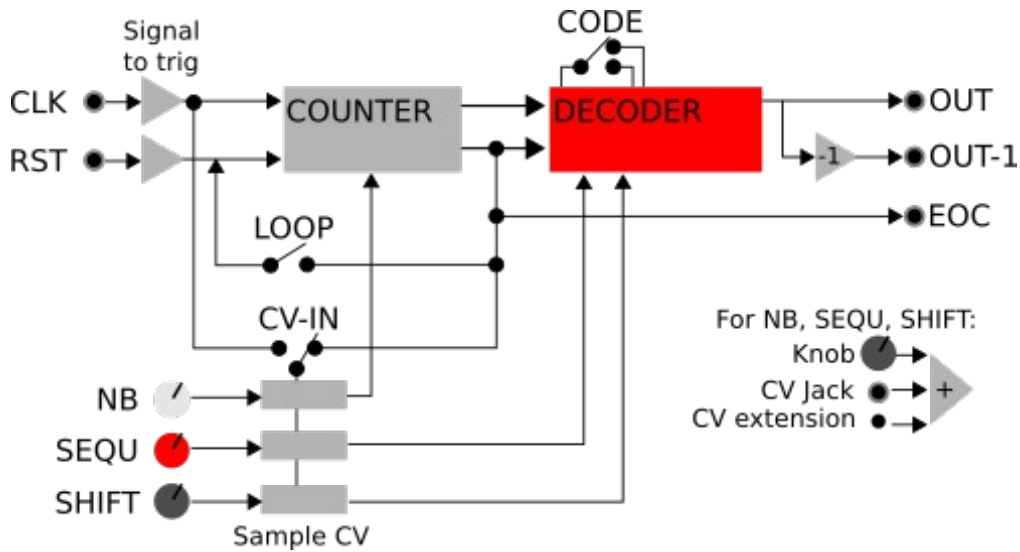 Signal
to trig
CODE
CLK
COUNTER
DECODER
OUT
RST
-1
OUT-1
LOOP
EOC
CV-IN
For NB, SEQU, SHIFT:
Knob
NB
CV Jack
+
CV extension
SEQU
SHIFT
Sample CV